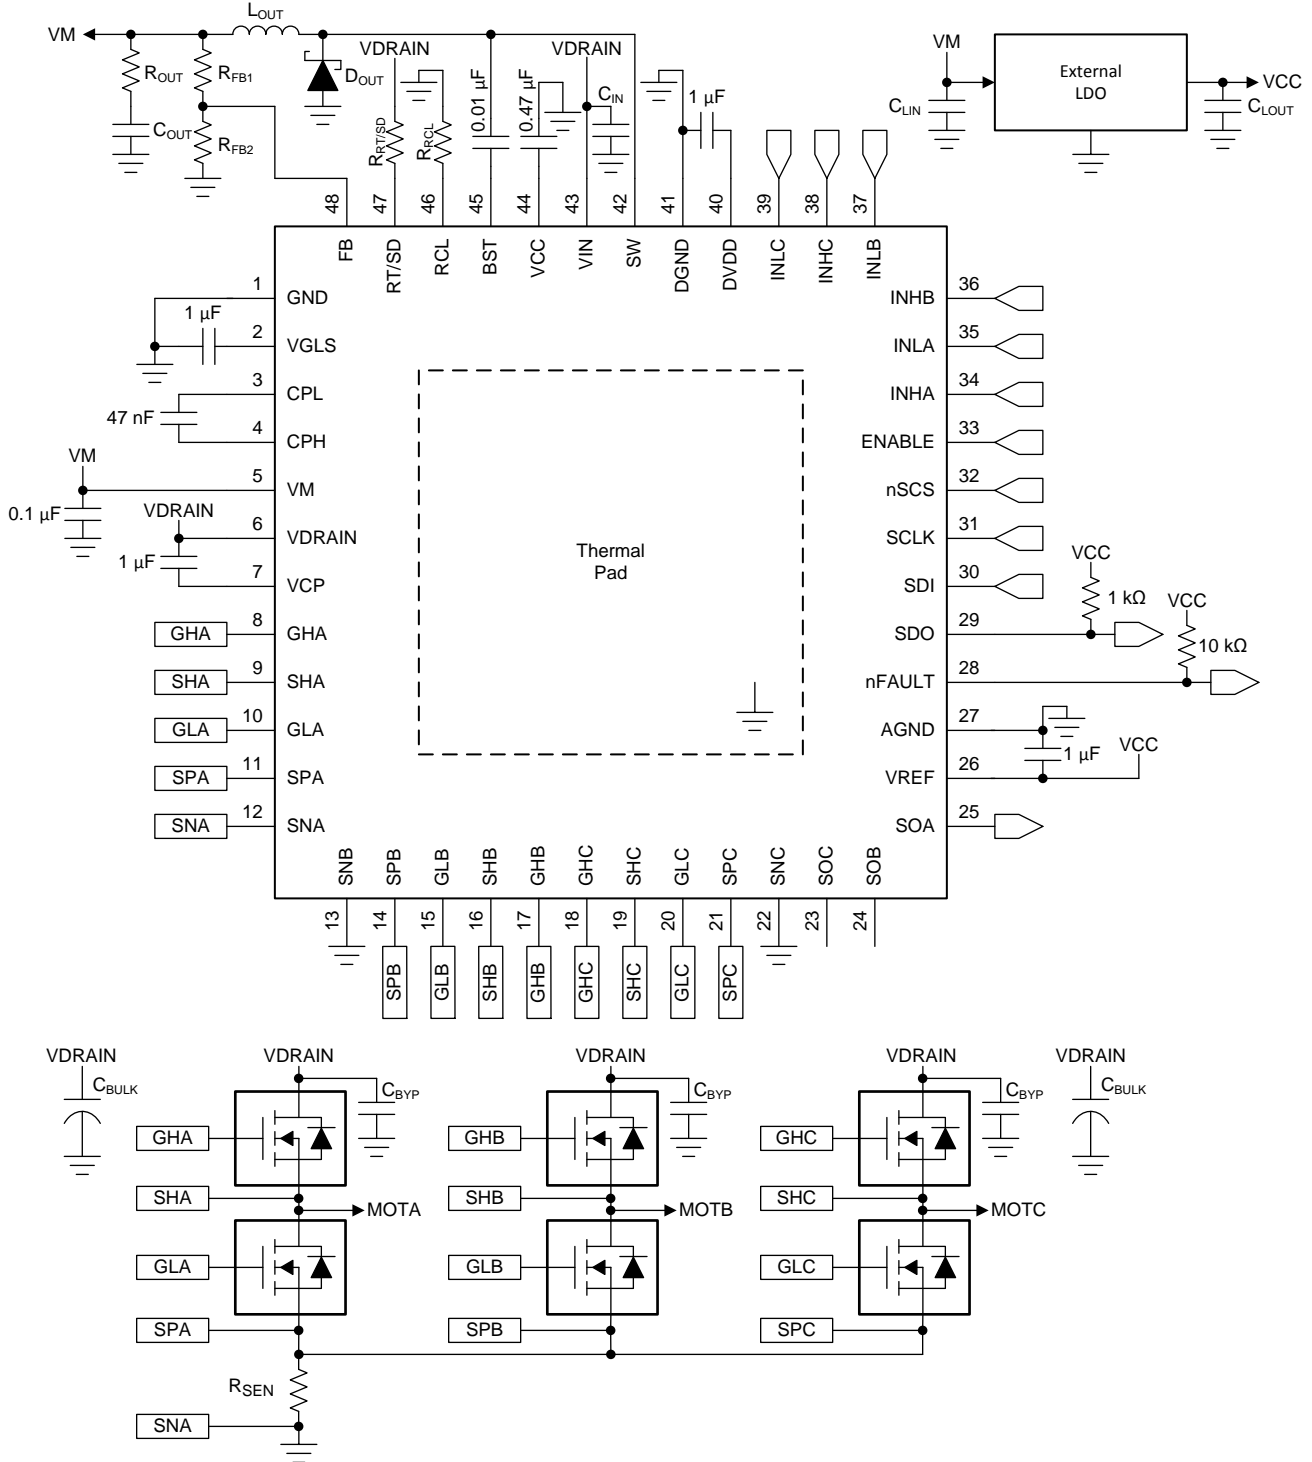 LOUT
VM
VDRAIN
VDRAIN
ROUT
RFB1
DOUT
COUT
RFB2
RRT/SD
RRCL
0.01 µF
0.47 µF
CIN
1 µF
VM
CLIN
External
LDO
VCC
CLOUT
48
47
46
45
44
43
42
41
40
39
38
37
FB
RT/SD
RCL
BST
VCC
VIN
SW
DGND
DVDD
INLC
INHC
INLB
1
GND
1 µF
2
VGLS
3
CPL
47 nF
4
CPH
VM
5
VM
0.1 µF
VDRAIN
6
VDRAIN
1 µF
7
VCP
GHA
8
GHA
SHA
9
SHA
GLA
10
GLA
SPA
11
SPA
SNA
12
SNA
Thermal
Pad
INHB
36
INLA
35
INHA
34
ENABLE
33
nSCS
32
SCLK
31
SDI
30
VCC
1 kΩ
SDO
29
VCC
10 kΩ
nFAULT
28
AGND
27
1 µF
VCC
VREF
26
SOA
25
SNB
SPB
GLB
SHB
GHB
GHC
SHC
GLC
SPC
SNC
SOC
SOB
13
14
15
16
17
18
19
20
21
22
23
24
SPB
GLB
SHB
GHB
GHC
SHC
GLC
SPC
VDRAIN
CBULK
VDRAIN
CBYP
VDRAIN
CBYP
VDRAIN
CBYP
VDRAIN
CBULK
GHA
GHB
GHC
SHA
SHB
SHC
MOTA
MOTB
MOTC
GLA
GLB
GLC
SPA
SPB
SPC
RSEN
SNA